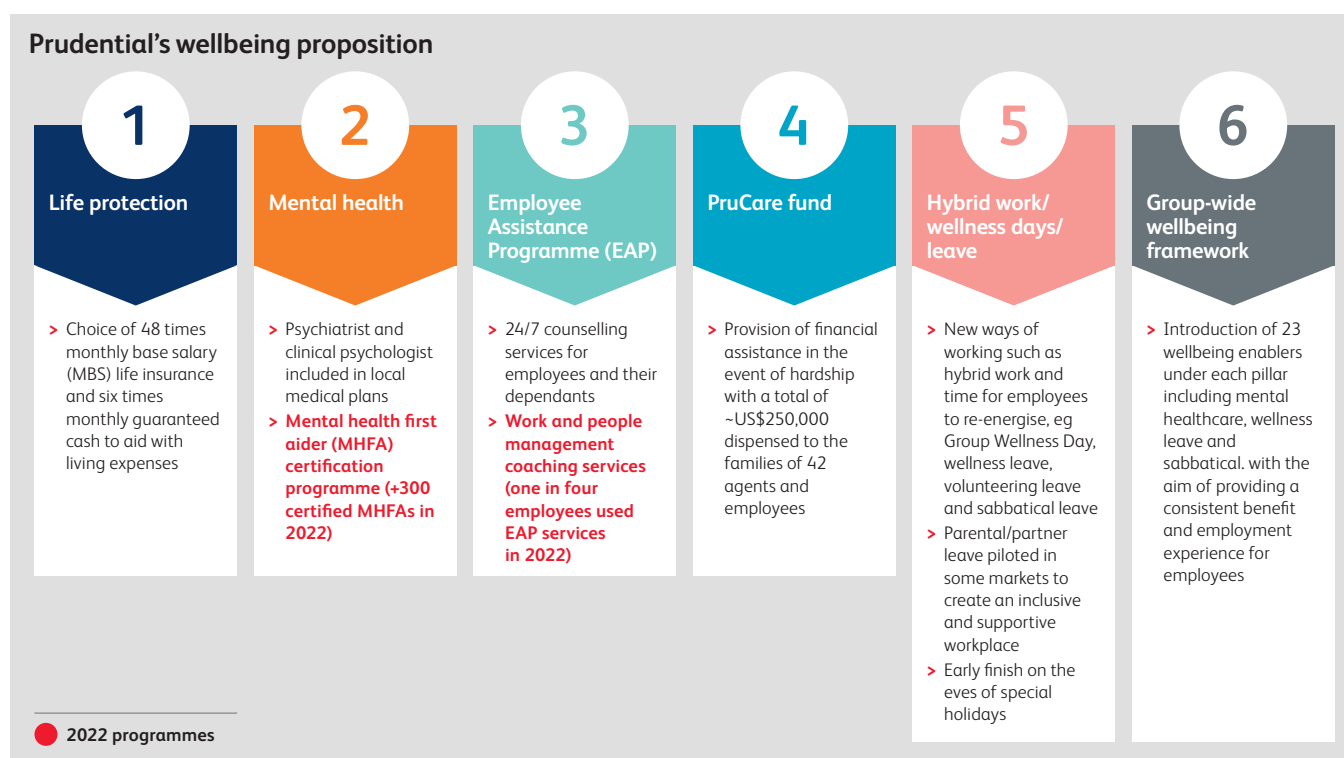 Prudential's wellbeing proposition
1
Life protection
> Choice of 48 times
monthly base salary
(MBS) life insurance
and six times
monthly guaranteed
cash to aid with
living expenses
2
Mental health
> Psychiatrist and
clinical psychologist
included in local
medical plans
> Mental health first
aider (MHFA)
certification
programme (+300
certified MHFAs in
2022)
3
Employee
Assistance
Programme (EAP)
> 24/7 counselling
services for
employees and their
dependants
> Work and people
management
coaching services
(one in four
employees used
EAP services
in 2022)
4
PruCare fund
> Provision of financial
assistance in the
event of hardship
with a total of
~US$250,000
dispensed to the
families of 42
agents and
employees
5
Hybrid work/
wellness days/
leave
> New ways of
working such as
hybrid work and
time for employees
to re-energise, eg
Group Wellness Day,
wellness leave,
volunteering leave
and sabbatical leave
> Parental/partner
leave piloted in
some markets to
create an inclusive
and supportive
workplace
> Early finish on the
eves of special
holidays
6
Group-wide
wellbeing
framework
> Introduction of 23
wellbeing enablers
under each pillar
including mental
healthcare, wellness
leave and
sabbatical. with the
aim of providing a
consistent benefit
and employment
experience for
employees
2022 programmes